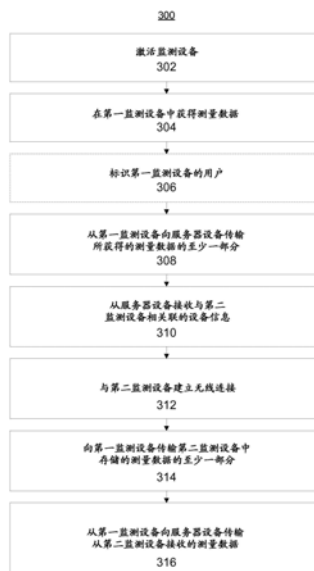 300
激活监测设备
302
在第一监测设备中获得测量数据
304
标识第一监测设备的用户
306
从第一监测设备向服务器设备传输
所获得的测量数据的至少一部分
308
从服务器设备接收与第二
监测设备相关联的设备信息
310
与第二监测设备建立无线连接
312
向第一监测设备传输第二监测设备中
存储的测量数据的至少一部分
314
从第一监测设备向服务器设备传输
从第二监测设备接收的测量数据
316